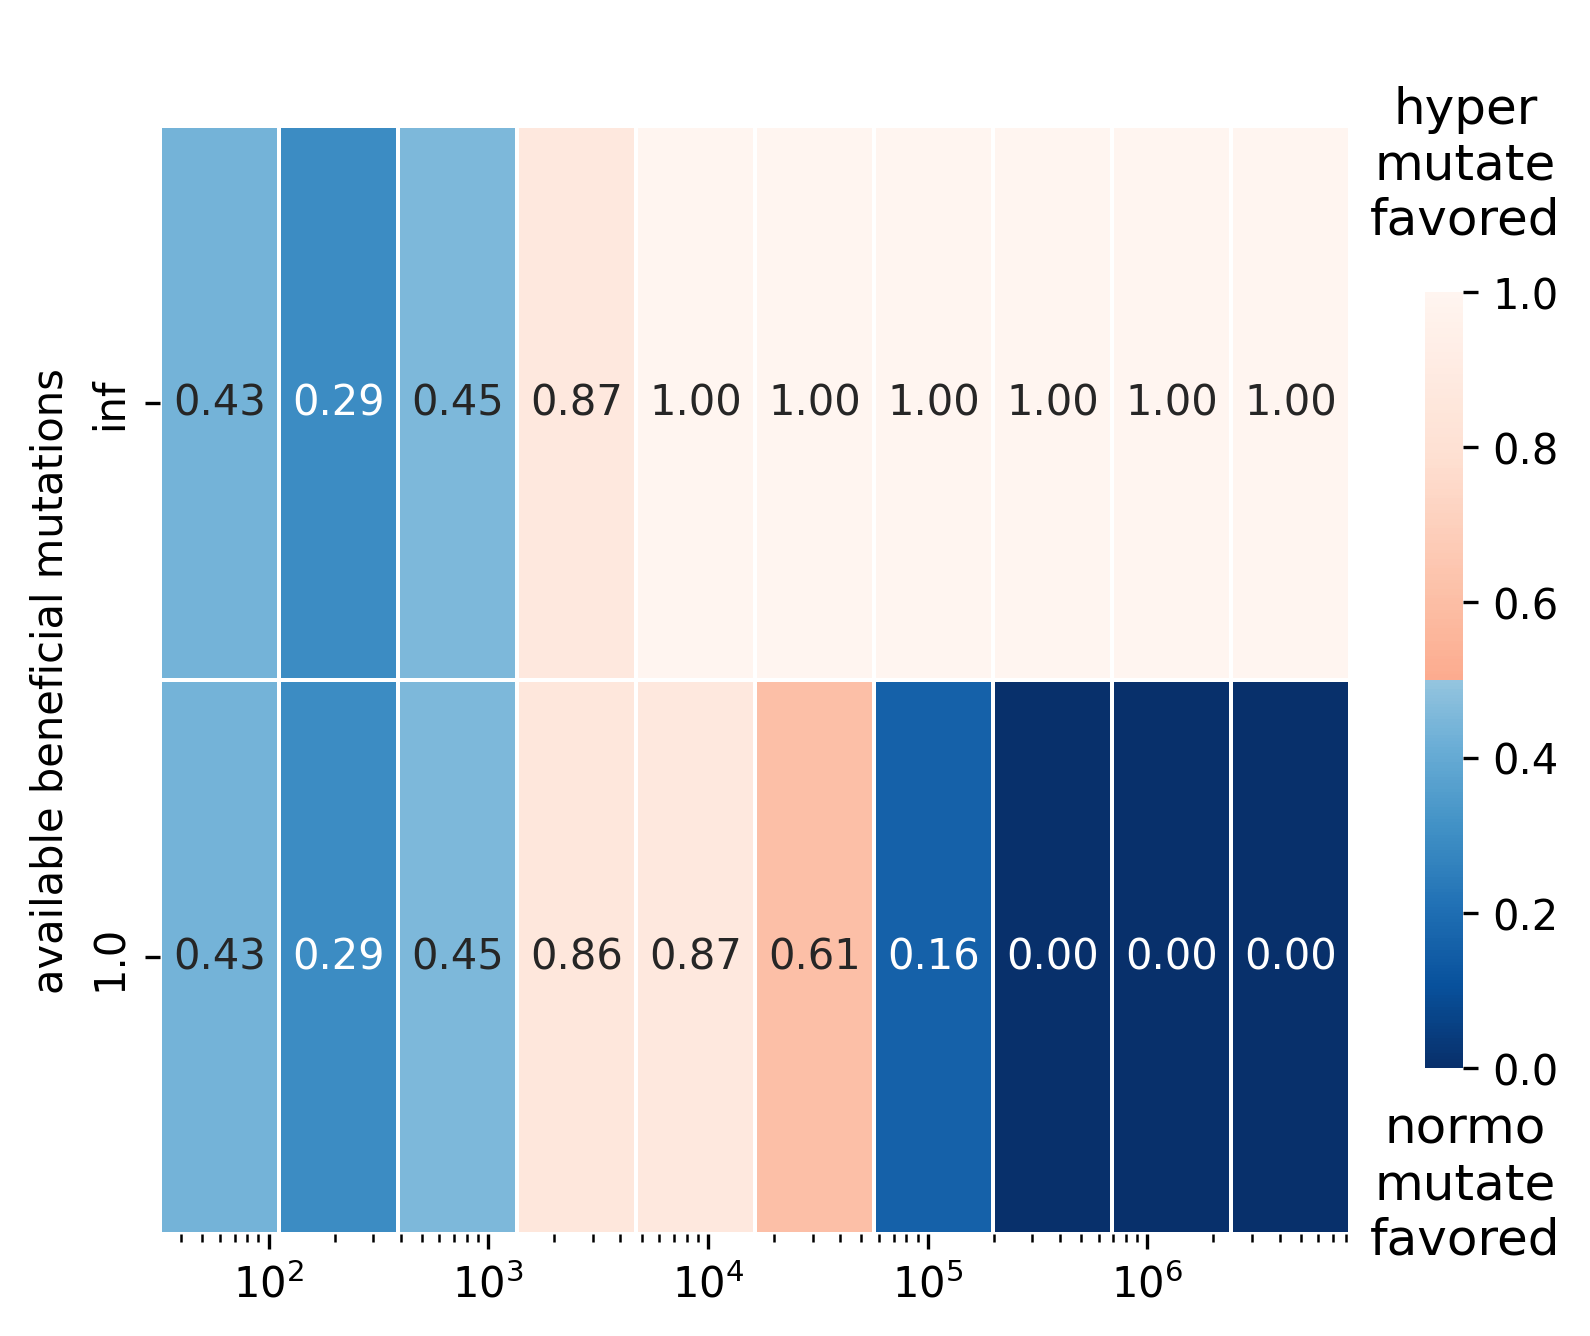 hyper
mutate
favored
available beneficial mutations
inf
0.43 0.29 0.45 0.87 1.00 1.00 1.00 1.00 1.00 1.00
1.0
0.43 0.29 0.45 0.86 0.87 0.61 0.16 0.00 0.00 0.00
10² 10³ 10⁴ 10⁵ 10⁶
1.0
0.8
0.6
0.4
0.2
0.0
normo
mutate
favored